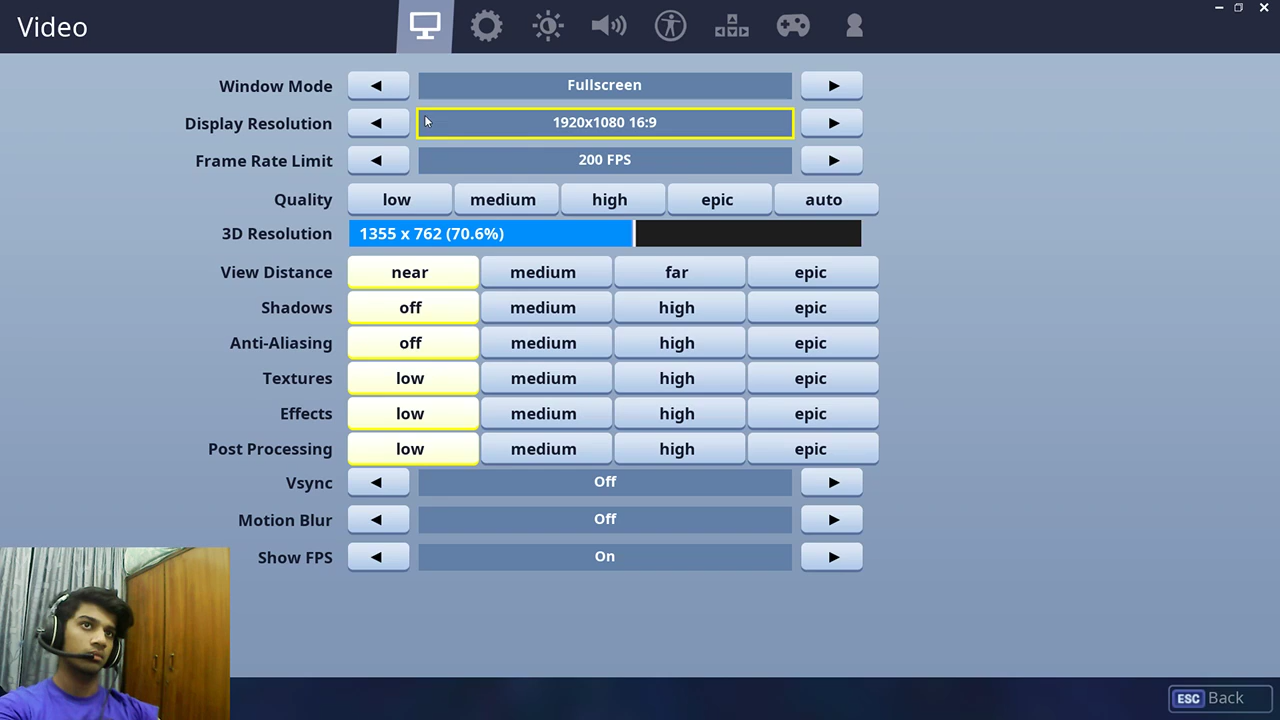 Video
Window Mode Fullscreen
Display Resolution 1920x1080 16:9
Frame Rate Limit 200 FPS
Quality low medium high epic auto
3D Resolution 1355 x 762 (70.6%)
View Distance near medium far epic
Shadows off medium high epic
Anti-Aliasing off medium high epic
Textures low medium high epic
Effects low medium high epic
Post Processing low medium high epic
Vsync Off
Motion Blur Off
Show FPS On
ESC Back